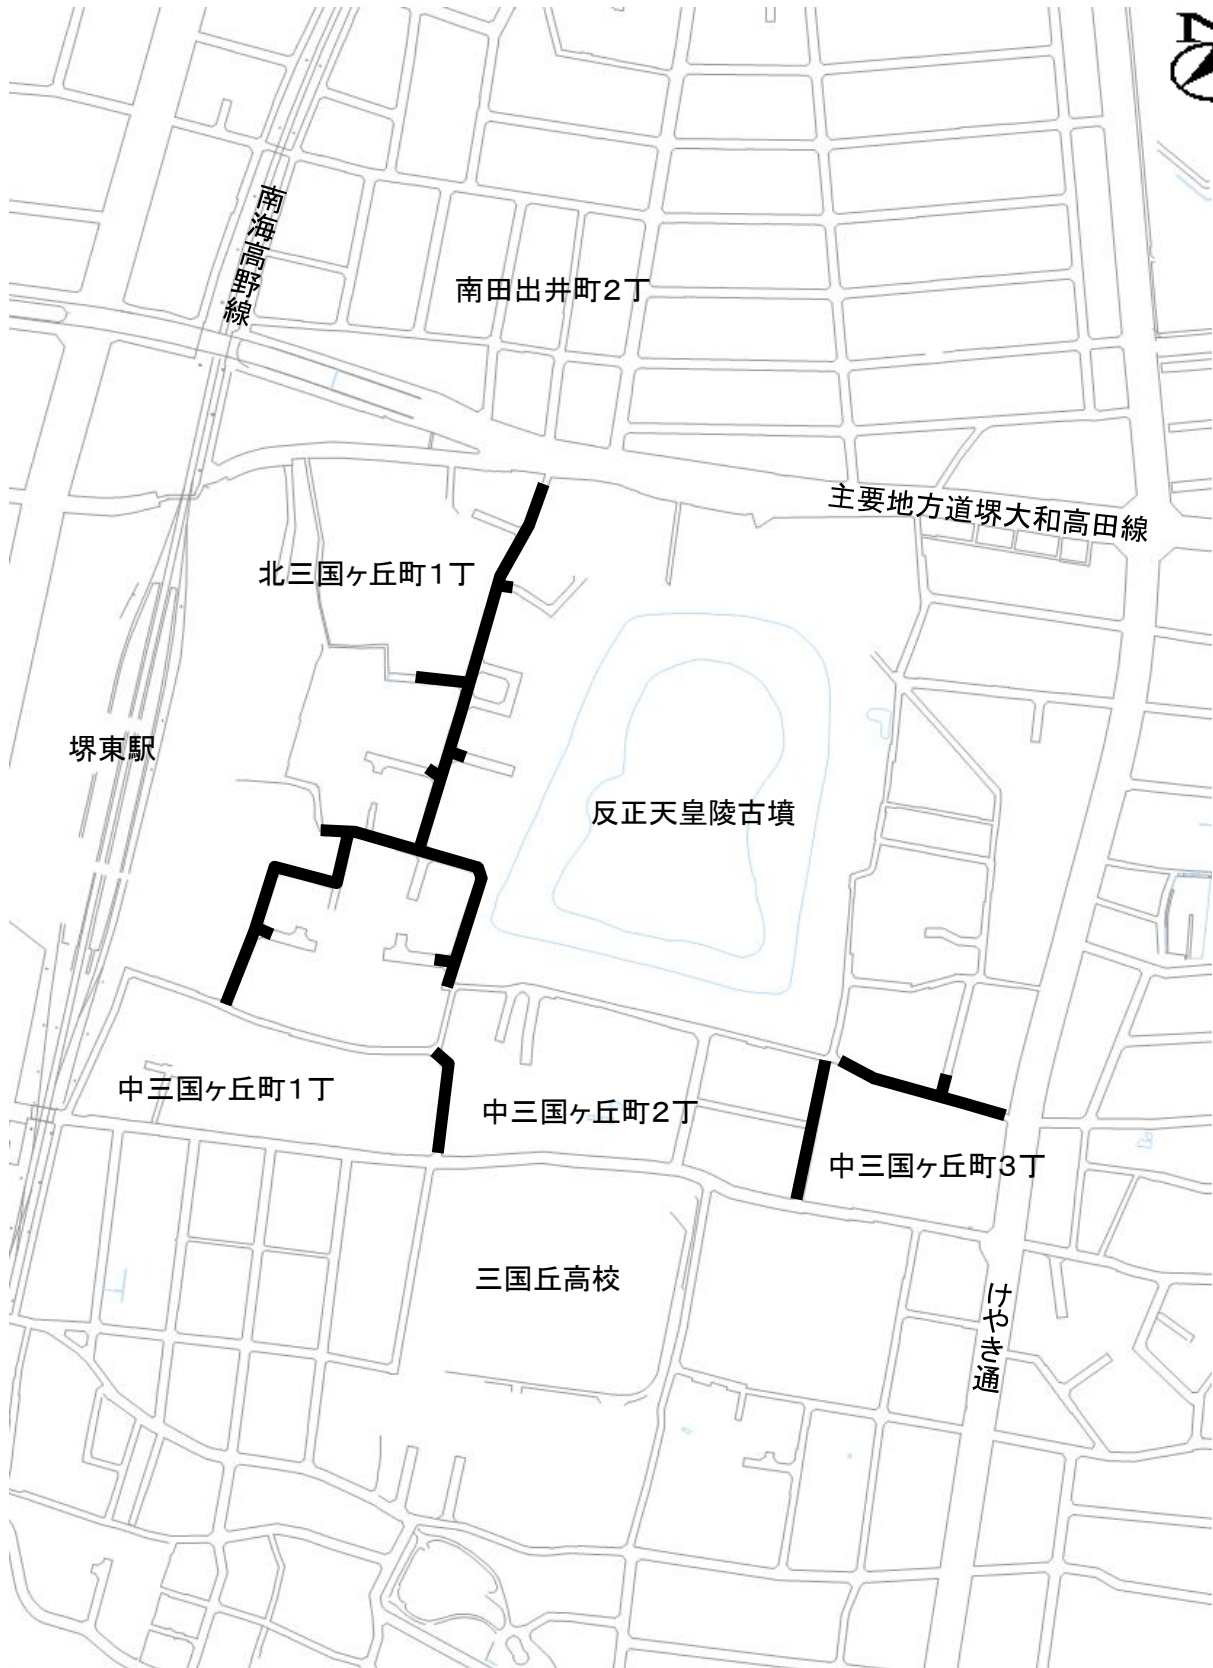 N
南海高野線
南田出井町2丁
主要地方道堺大和高田線
北三国ヶ丘町1丁
堺東駅
反正天皇陵古墳
中三国ヶ丘町1丁
中三国ヶ丘町2丁
中三国ヶ丘町3丁
三国丘高校
けやき通